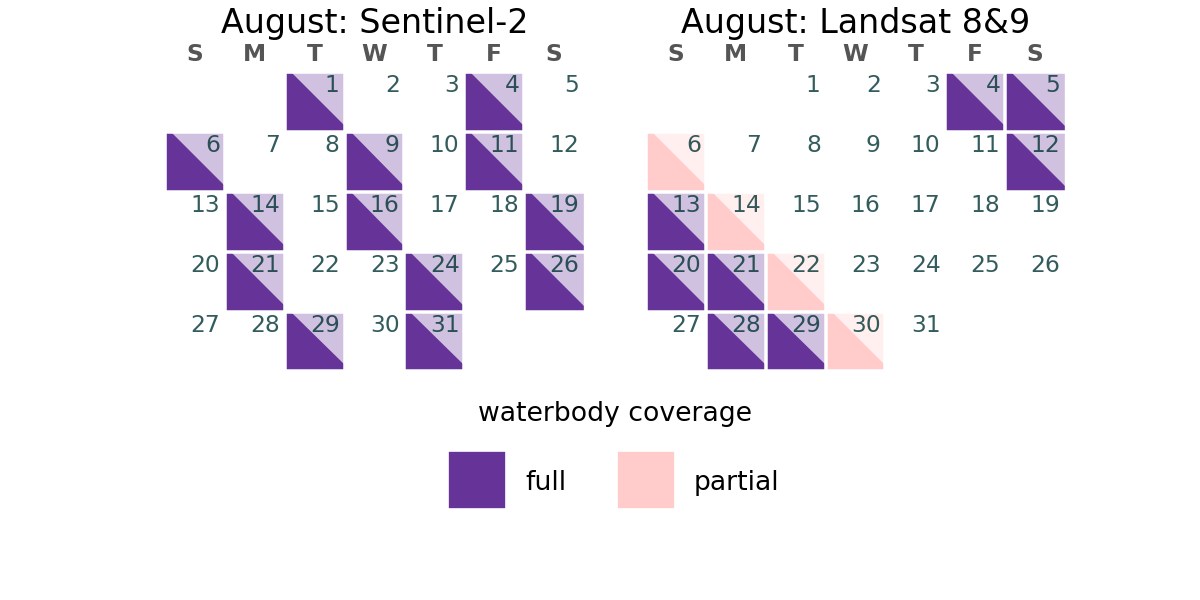 August: Sentinel-2
S M T W T F S
1 2 3 4 5
6 7 8 9 10 11 12
13 14 15 16 17 18 19
20 21 22 23 24 25 26
27 28 29 30 31
August: Landsat 8&9
S M T W T F S
1 2 3 4 5
6 7 8 9 10 11 12
13 14 15 16 17 18 19
20 21 22 23 24 25 26
27 28 29 30 31
waterbody coverage
full partial